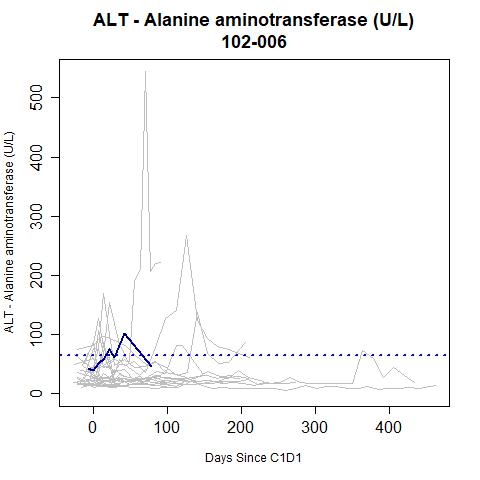 ALT - Alanine aminotransferase (U/L)
102-006
ALT - Alanine aminotransferase (U/L)
500
400
300
200
100
0
0 100 200 300 400
Days Since C1D1